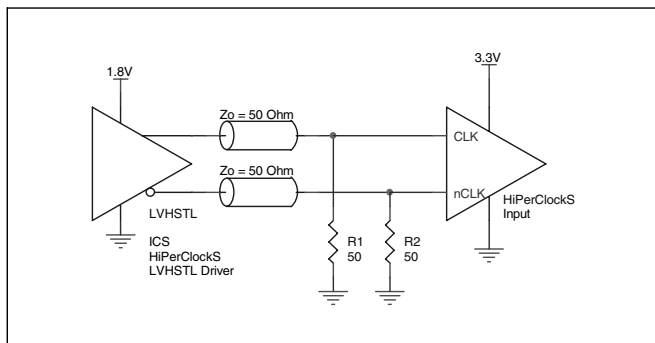 1.8V
3.3V
Zo = 50 Ohm
CLK
Zo = 50 Ohm
nCLK
HiPerClockS
Input
LVHSTL
ICS
HiPerClockS
LVHSTL Driver
R1
50
R2
50